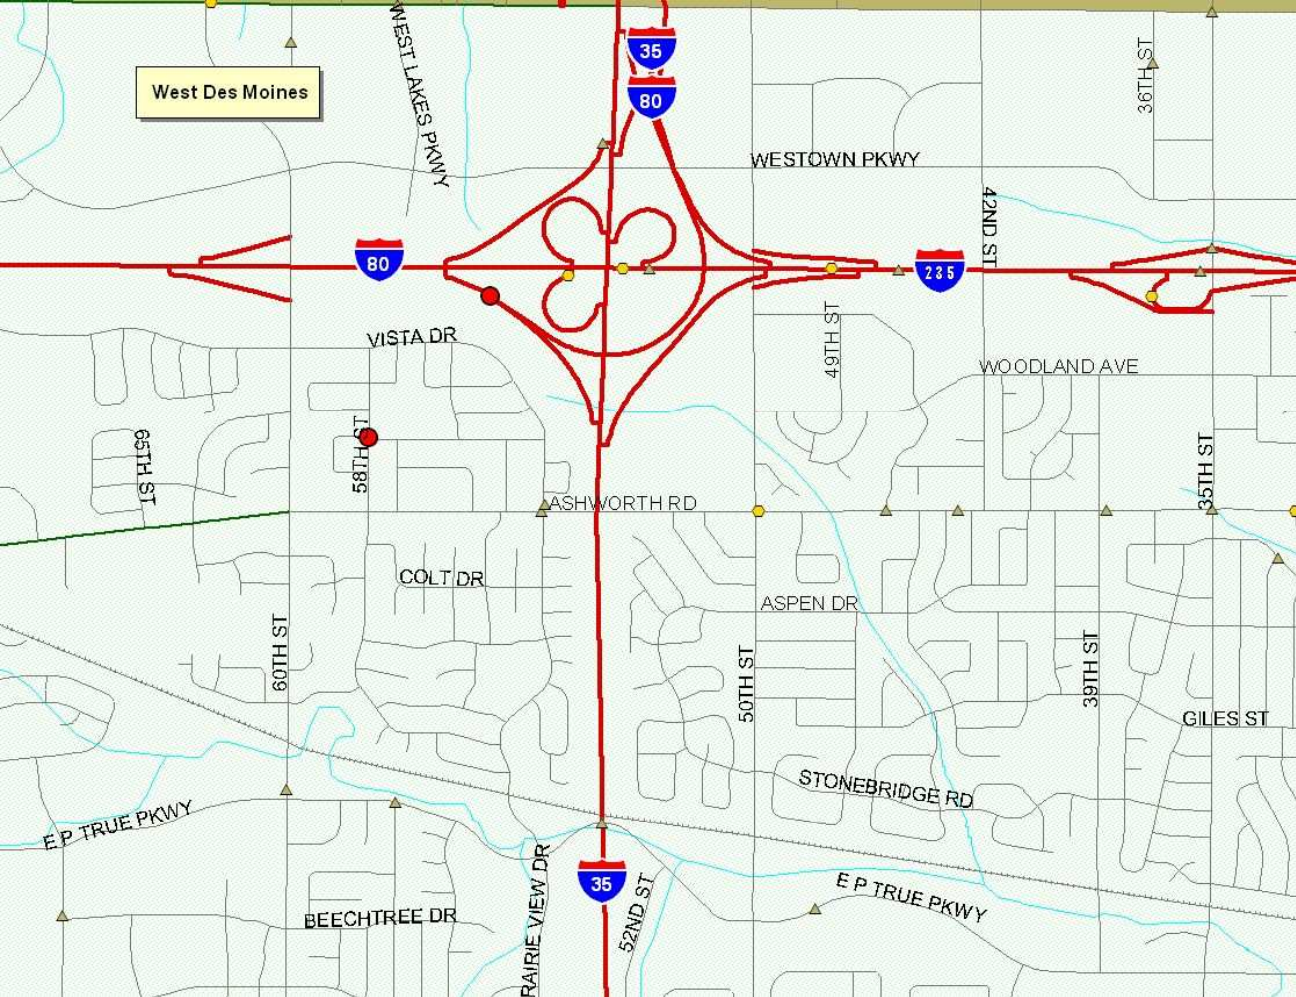 35
80
West Des Moines
WEST LAKES PKWY
36TH ST
WESTOWN PKWY
42ND ST
80
235
VISTA DR
49TH ST
WOODLAND AVE
65TH ST
58TH ST
35TH ST
ASHWORTH RD
COLT DR
ASPEN DR
60TH ST
50TH ST
39TH ST
GILES ST
STONEBRIDGE RD
E P TRUE PKWY
35
E P TRUE PKWY
BEECHTREE DR
RAIRIE VIEW DR
52ND ST